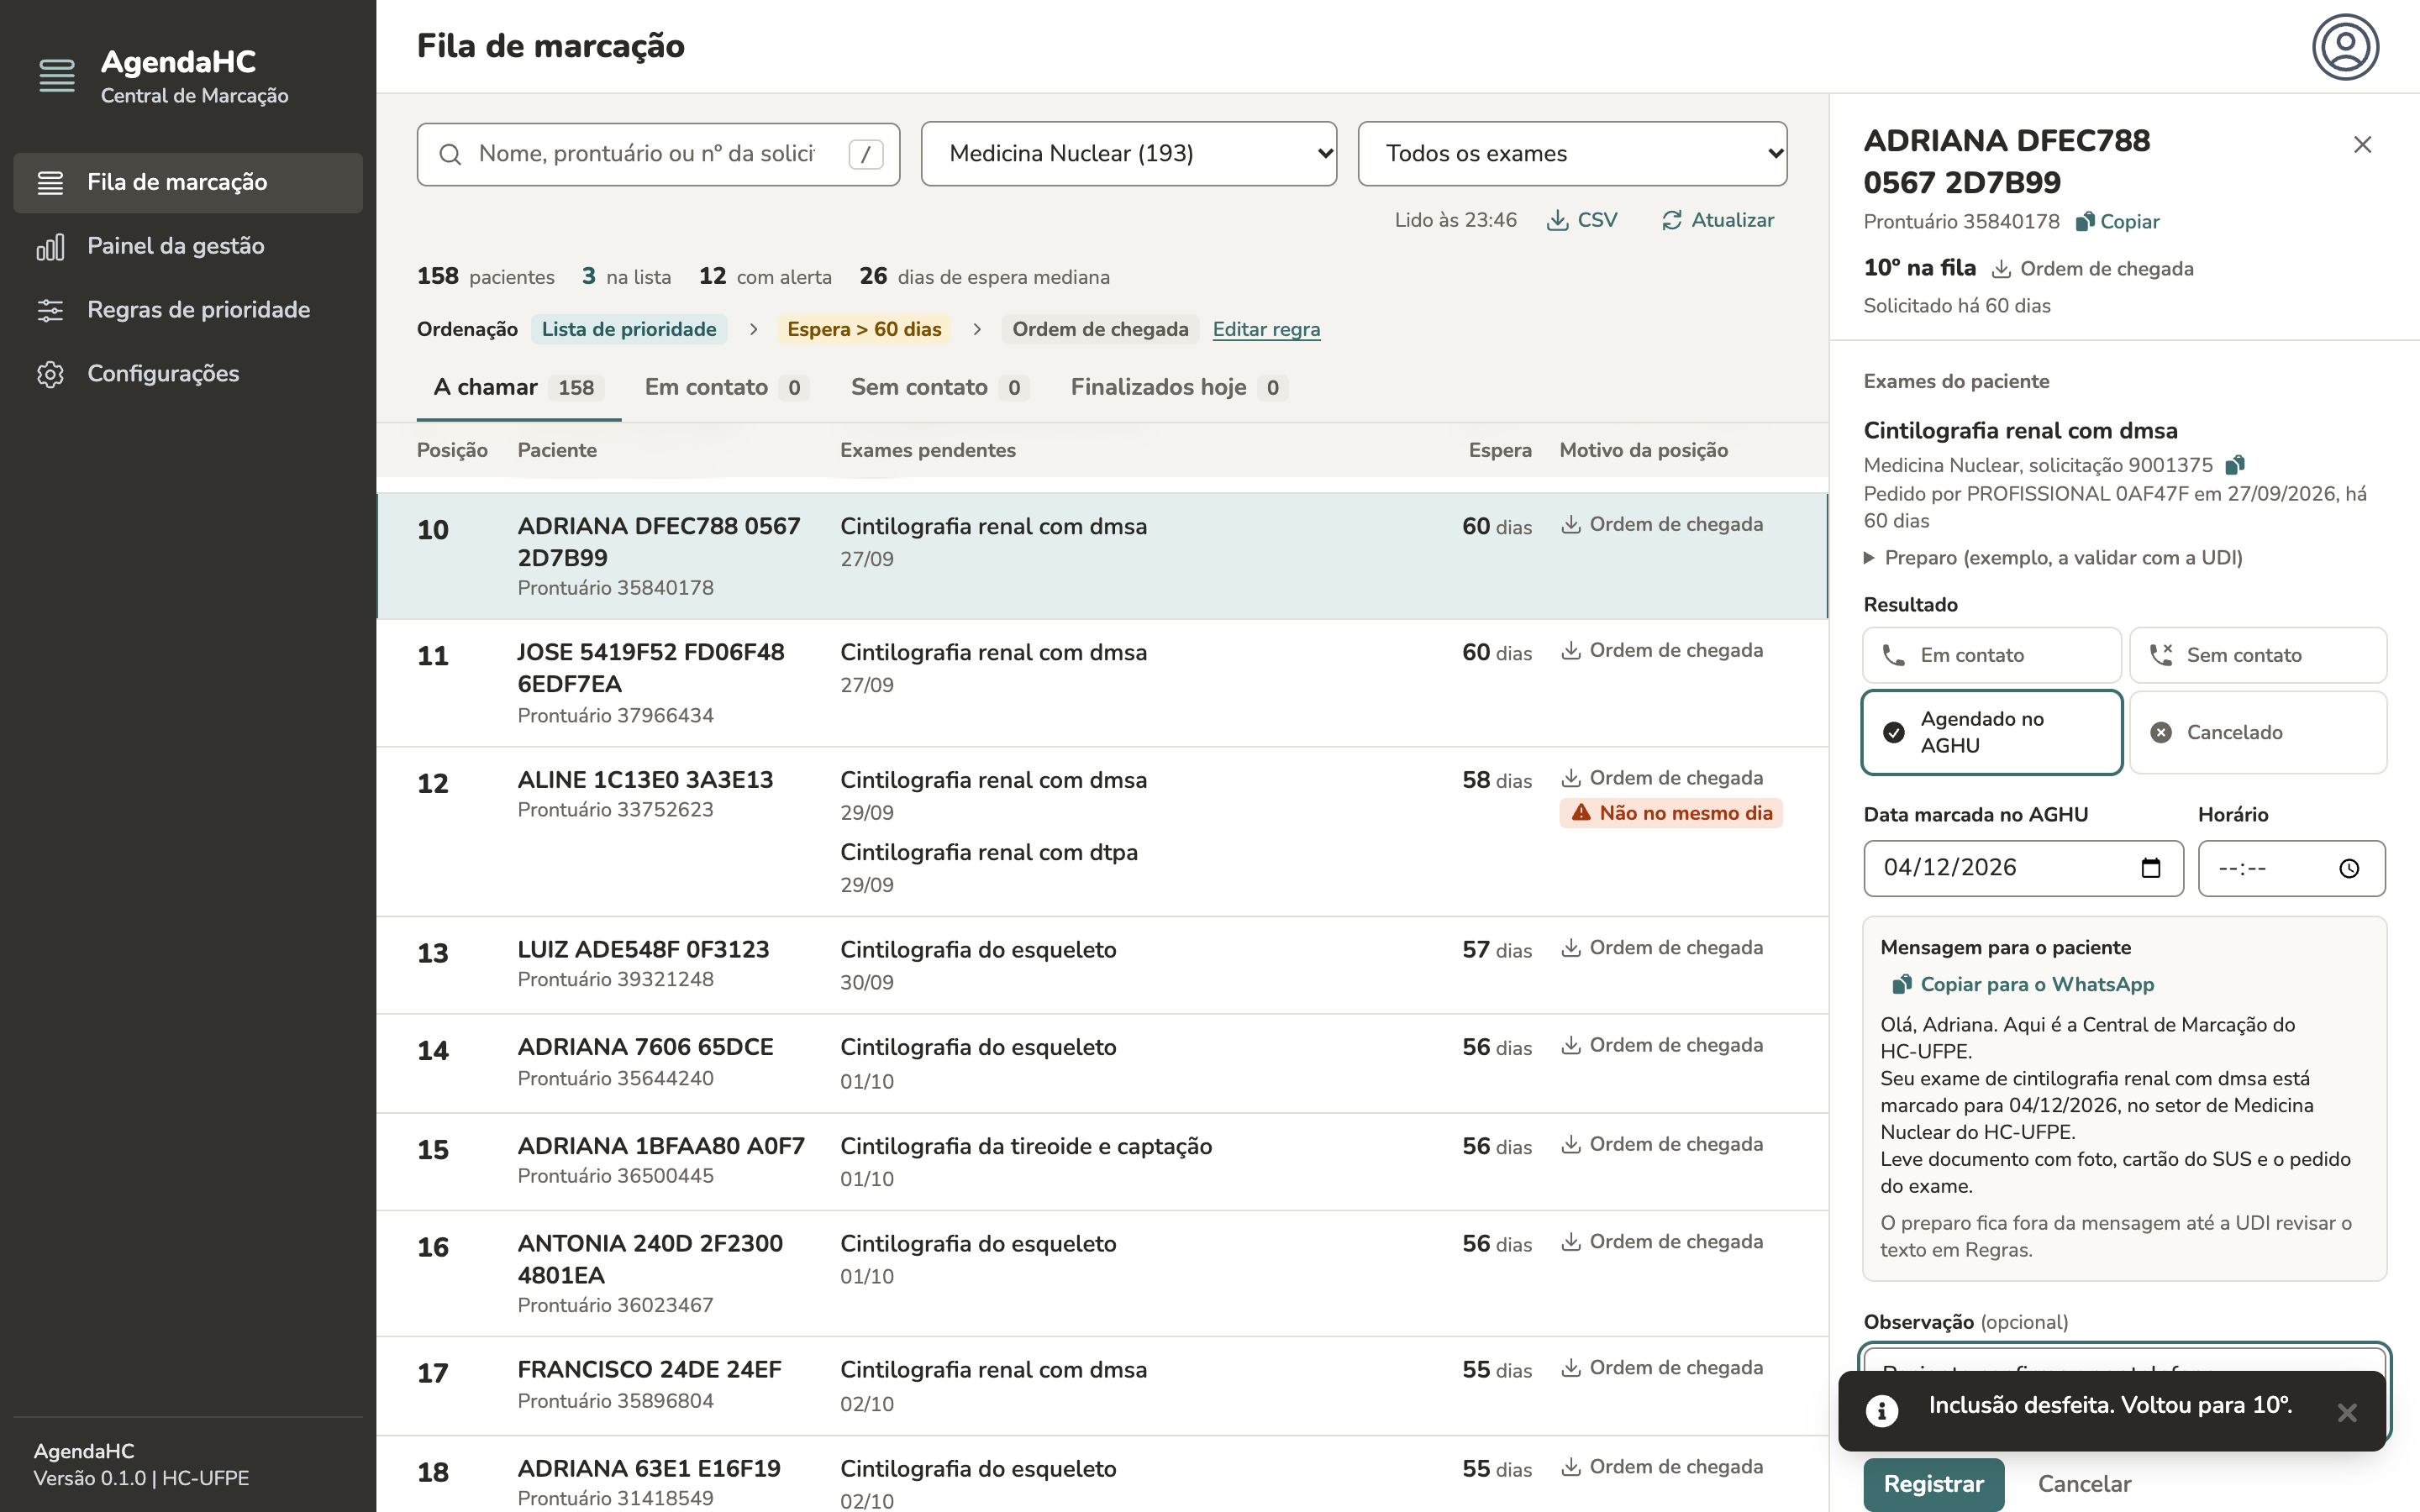 AgendaHC
Central de Marcação
Fila de marcação
Painel da gestão
Regras de prioridade
Configurações
AgendaHC
Versão 0.1.0 | HC-UFPE
Fila de marcação
Nome, prontuário ou nº da solici
/
Medicina Nuclear (193)
Todos os exames
Lido às 23:46
CSV
Atualizar
158 pacientes 3 na lista 12 com alerta 26 dias de espera mediana
Ordenação Lista de prioridade > Espera > 60 dias > Ordem de chegada Editar regra
A chamar 158 Em contato 0 Sem contato 0 Finalizados hoje 0
Posição Paciente Exames pendentes Espera Motivo da posição
10 ADRIANA DFEC788 0567 Cintilografia renal com dmsa 60 dias Ordem de chegada
2D7B99 27/09
Prontuário 35840178
11 JOSE 5419F52 FD06F48 Cintilografia renal com dmsa 60 dias Ordem de chegada
6EDF7EA 27/09
Prontuário 37966434
12 ALINE 1C13E0 3A3E13 Cintilografia renal com dmsa 58 dias Ordem de chegada
Prontuário 33752623 29/09 Não no mesmo dia
Cintilografia renal com dtpa
29/09
13 LUIZ ADE548F 0F3123 Cintilografia do esqueleto 57 dias Ordem de chegada
Prontuário 39321248 30/09
14 ADRIANA 7606 65DCE Cintilografia do esqueleto 56 dias Ordem de chegada
Prontuário 35644240 01/10
15 ADRIANA 1BFAA80 A0F7 Cintilografia da tireoide e captação 56 dias Ordem de chegada
Prontuário 36500445 01/10
16 ANTONIA 240D 2F2300 Cintilografia do esqueleto 56 dias Ordem de chegada
4801EA 01/10
Prontuário 36023467
17 FRANCISCO 24DE 24EF Cintilografia renal com dmsa 55 dias Ordem de chegada
Prontuário 35896804 02/10
18 ADRIANA 63E1 E16F19 Cintilografia do esqueleto 55 dias Ordem de chegada
Prontuário 31418549 02/10
ADRIANA DFEC788
0567 2D7B99
Prontuário 35840178 Copiar
10º na fila Ordem de chegada
Solicitado há 60 dias
Exames do paciente
Cintilografia renal com dmsa
Medicina Nuclear, solicitação 9001375
Pedido por PROFISSIONAL 0AF47F em 27/09/2026, há
60 dias
Preparo (exemplo, a validar com a UDI)
Resultado
Em contato
Sem contato
Agendado no
AGHU
Cancelado
Data marcada no AGHU Horário
04/12/2026 --:--
Mensagem para o paciente
Copiar para o WhatsApp
Olá, Adriana. Aqui é a Central de Marcação do
HC-UFPE.
Seu exame de cintilografia renal com dmsa está
marcado para 04/12/2026, no setor de Medicina
Nuclear do HC-UFPE.
Leve documento com foto, cartão do SUS e o pedido
do exame.
O preparo fica fora da mensagem até a UDI revisar o
texto em Regras.
Observação (opcional)
Inclusão desfeita. Voltou para 10º.
Registrar Cancelar